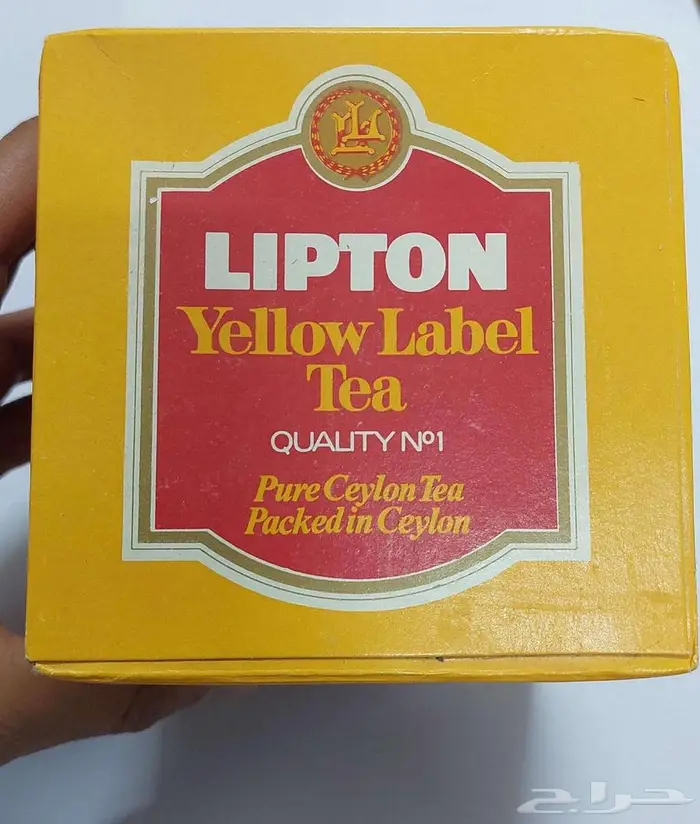 LIPTON
Yellow Label
Tea
QUALITY Nº1
Pure Ceylon Tea
Packed in Ceylon
حراج